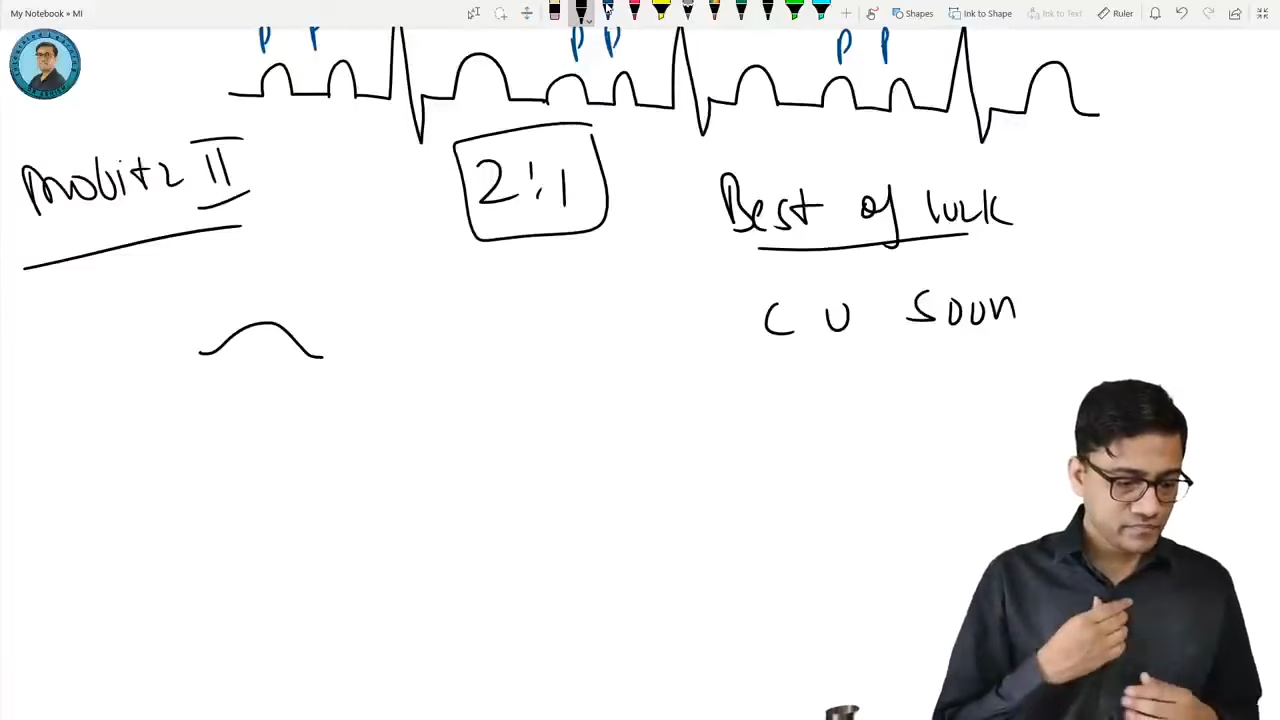 My Notebook » MI
Shapes Ink to Shape Ink to Text Ruler
P P P P P P
Mobitz II
2:1
Best of luck
C U Soon